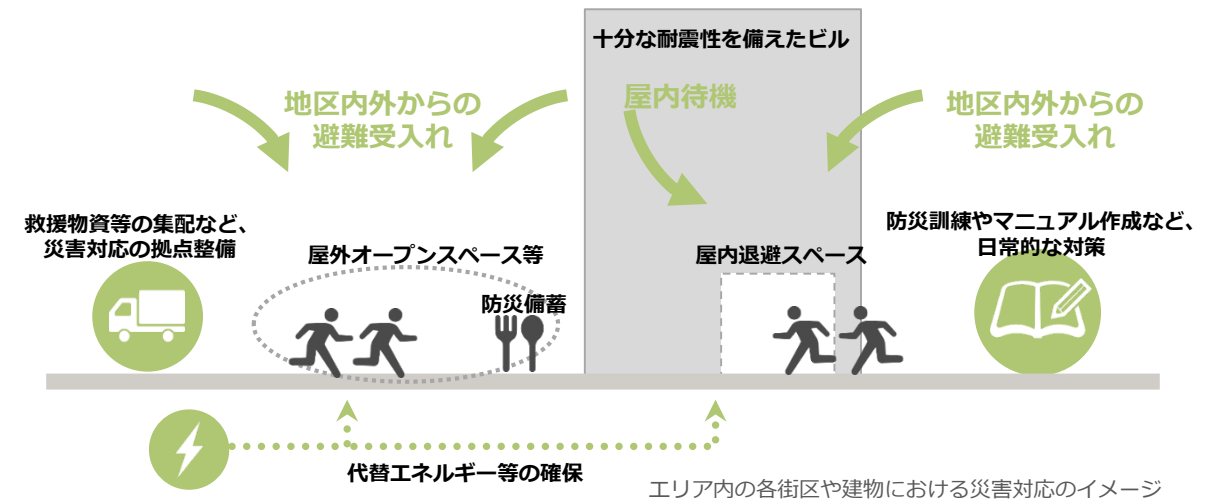 十分な耐震性を備えたビル
地区内外からの
避難受入れ
屋内待機
地区内外からの
避難受入れ
救援物資等の集配など、
災害対応の拠点整備
屋外オープンスペース等
防災備蓄
屋内退避スペース
防災訓練やマニュアル作成など、
日常的な対策
代替エネルギー等の確保
エリア内の各街区や建物における災害対応のイメージ